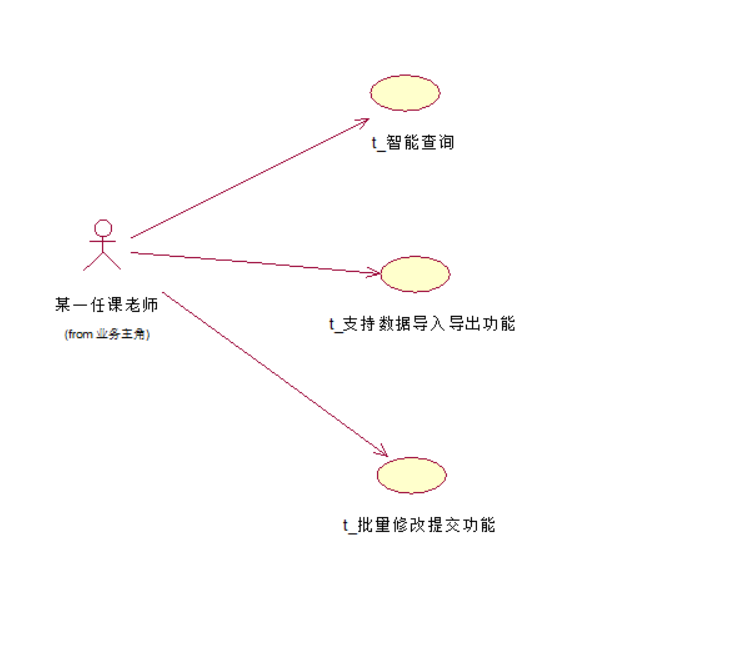 t_智能查询
某一任课老师
(from 业务主角)
t_支持数据导入导出功能
t_批量修改提交功能